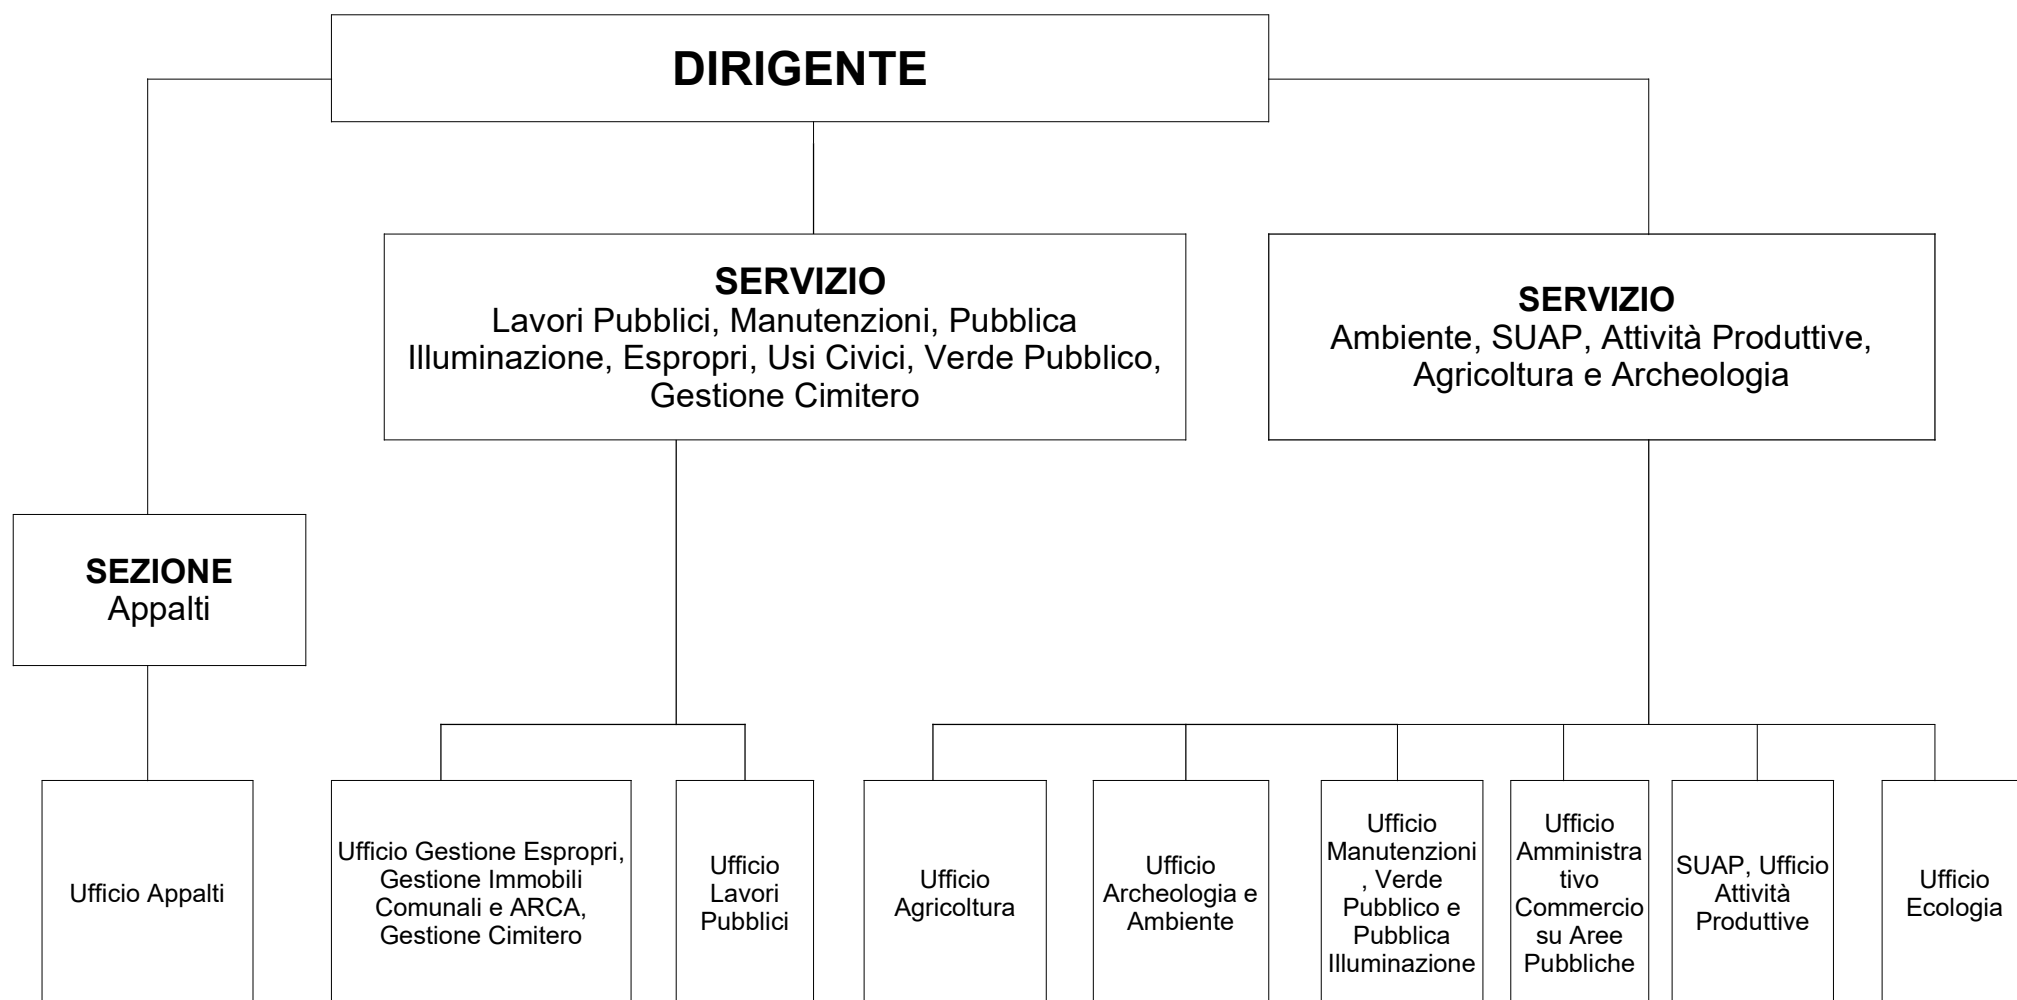 DIRIGENTE
SERVIZIO
Lavori Pubblici, Manutenzioni, Pubblica
Illuminazione, Espropri, Usi Civici, Verde Pubblico,
Gestione Cimitero
SERVIZIO
Ambiente, SUAP, Attività Produttive,
Agricoltura e Archeologia
SEZIONE
Appalti
Ufficio Appalti
Ufficio Gestione Espropri,
Gestione Immobili
Comunali e ARCA,
Gestione Cimitero
Ufficio
Lavori
Pubblici
Ufficio
Agricoltura
Ufficio
Archeologia e
Ambiente
Ufficio
Manutenzioni
, Verde
Pubblico e
Pubblica
Illuminazione
Ufficio
Amministra
tivo
Commercio
su Aree
Pubbliche
SUAP, Ufficio
Attività
Produttive
Ufficio
Ecologia